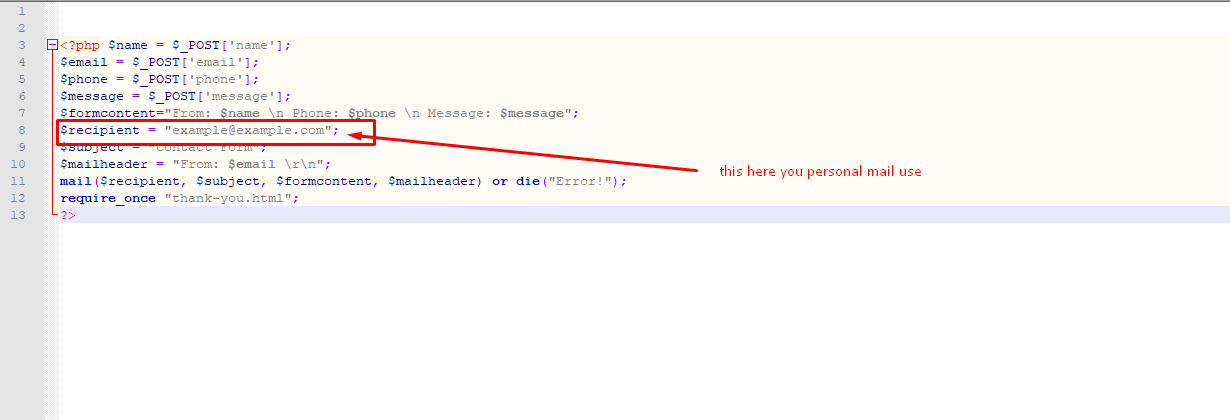 1
2
3 <?php $name = $_POST['name'];
4 $email = $_POST['email'];
5 $phone = $_POST['phone'];
6 $message = $_POST['message'];
7 $formcontent="From: $name \n Phone: $phone \n Message: $message";
8 $recipient = "example@example.com";
9 $subject = "Contact Form";
10 $mailheader = "From: $email \r\n";
this here you personal mail use
11 mail($recipient, $subject, $formcontent, $mailheader) or die("Error!");
12 require_once "thank-you.html";
13 ?>